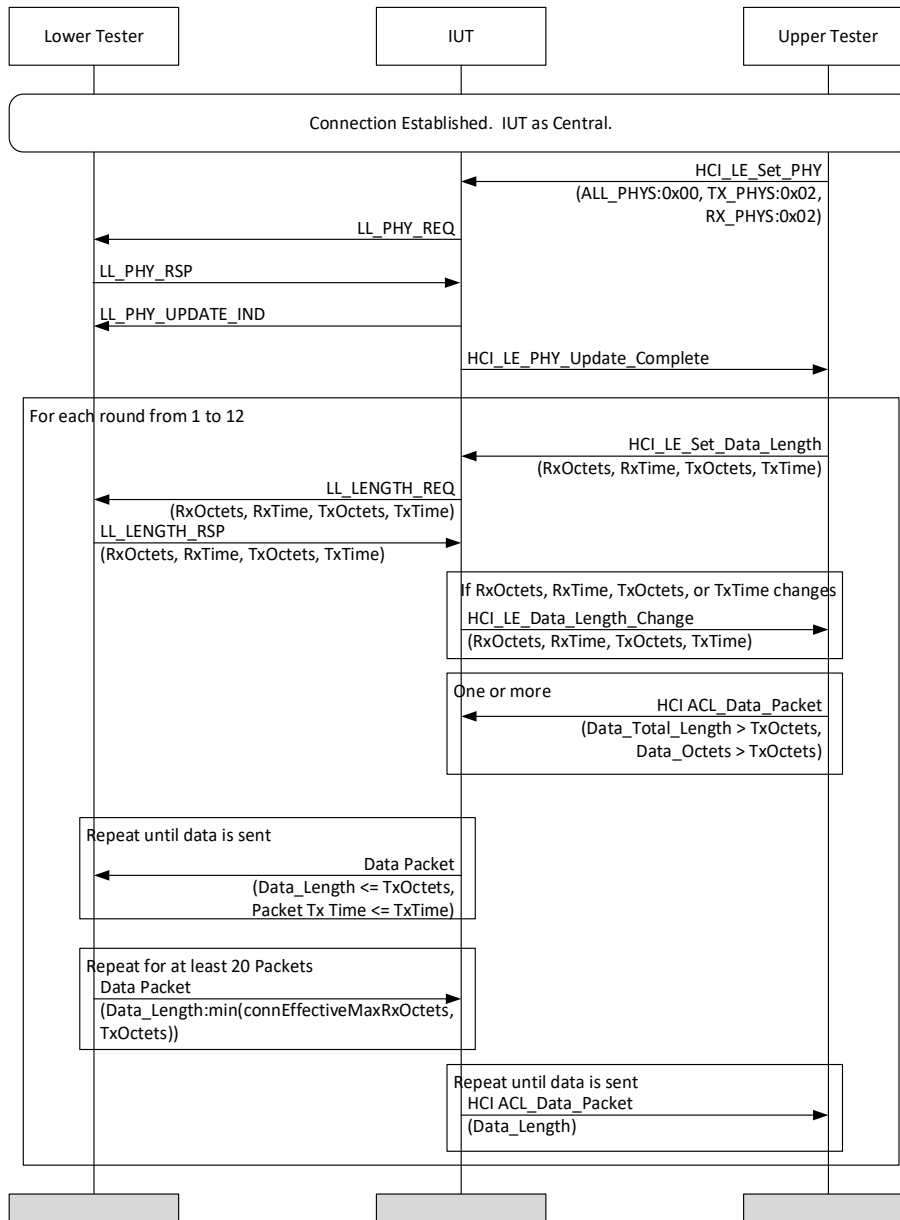 Lower Tester
IUT
Upper Tester
Connection Established.  IUT as Central.
HCI_LE_Set_PHY
(ALL_PHYS:0x00, TX_PHYS:0x02,
RX_PHYS:0x02)
LL_PHY_REQ
LL_PHY_RSP
LL_PHY_UPDATE_IND
HCI_LE_PHY_Update_Complete
For each round from 1 to 12
HCI_LE_Set_Data_Length
(RxOctets, RxTime, TxOctets, TxTime)
LL_LENGTH_REQ
(RxOctets, RxTime, TxOctets, TxTime)
LL_LENGTH_RSP
(RxOctets, RxTime, TxOctets, TxTime)
If RxOctets, RxTime, TxOctets, or TxTime changes
HCI_LE_Data_Length_Change
(RxOctets, RxTime, TxOctets, TxTime)
One or more
HCI ACL_Data_Packet
(Data_Total_Length > TxOctets,
Data_Octets > TxOctets)
Repeat until data is sent
Data Packet
(Data_Length <= TxOctets,
Packet Tx Time <= TxTime)
Repeat for at least 20 Packets
Data Packet
(Data_Length:min(connEffectiveMaxRxOctets,
TxOctets))
Repeat until data is sent
HCI ACL_Data_Packet
(Data_Length)